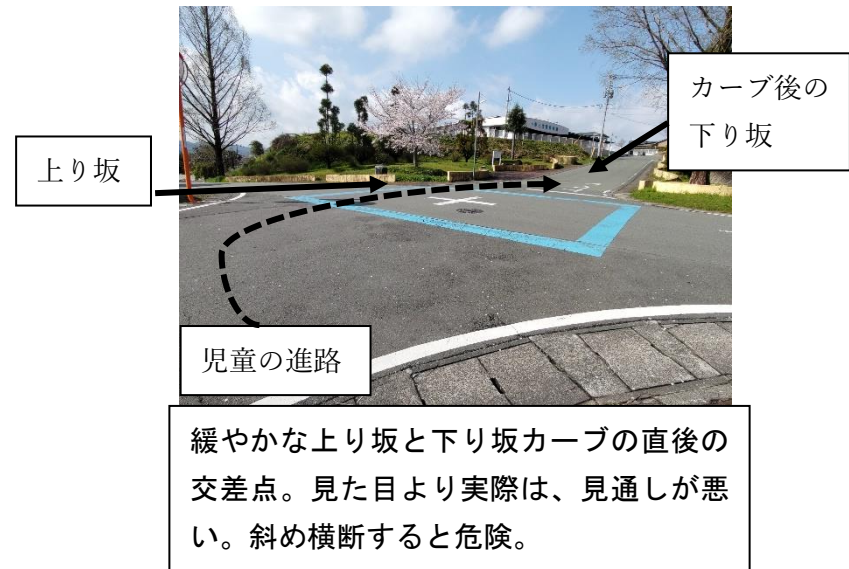 上り坂
カーブ後の
下り坂
児童の進路
緩やかな上り坂と下り坂カーブの直後の
交差点。見た目より実際は、見通しが悪
い。斜め横断すると危険。